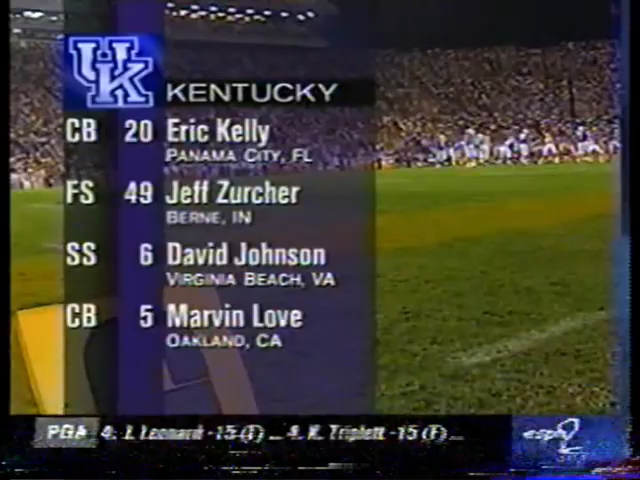 UK
KENTUCKY
CB 20 Eric Kelly
PANAMA CITY, FL
FS 49 Jeff Zurcher
BERNE, IN
SS 6 David Johnson
VIRGINIA BEACH, VA
CB 5 Marvin Love
OAKLAND, CA
PGA 4. J. Leonard -15 (F) ... 4. K. Triplett -15 (F) ...
espn2